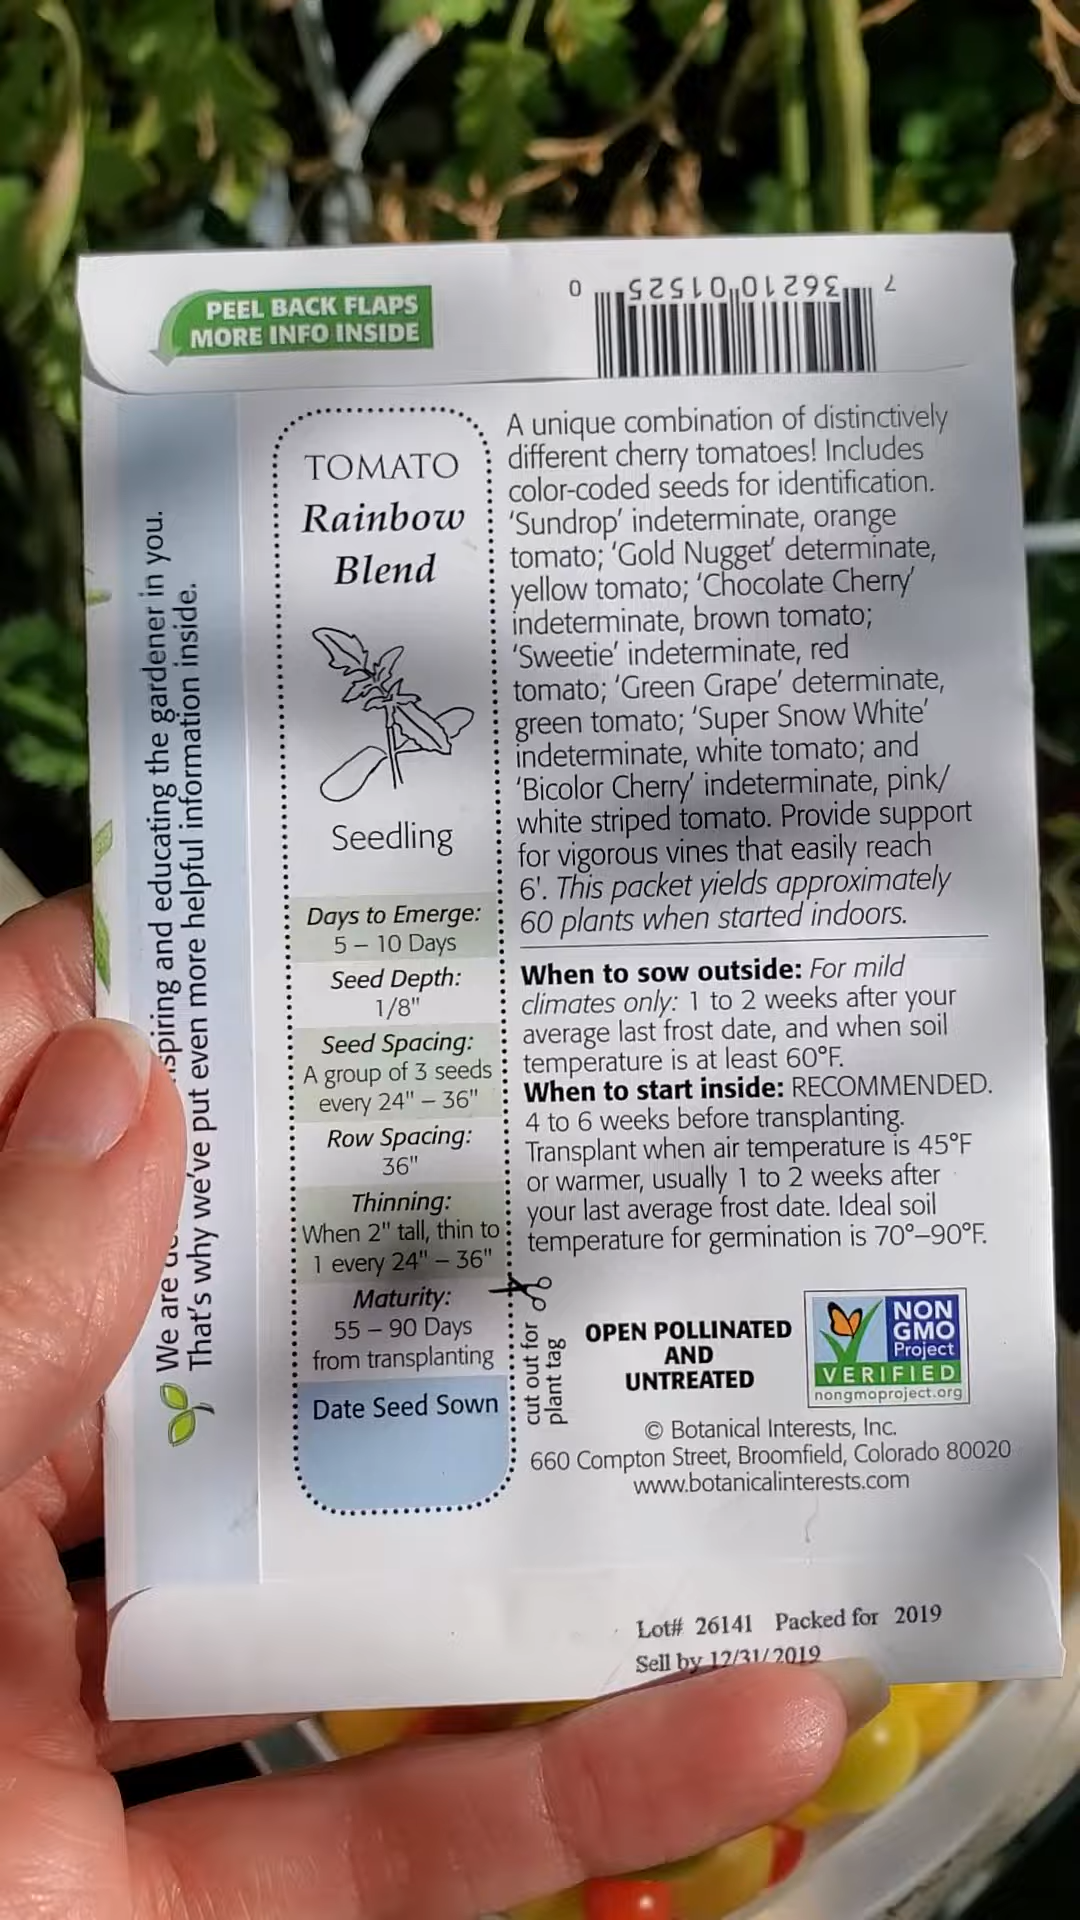 PEEL BACK FLAPS
MORE INFO INSIDE
7 36210 01525 0
We are spiring and educating the gardener in you.
That's why we've put even more helpful information inside.
TOMATO
Rainbow
Blend
Seedling
Days to Emerge:
5 – 10 Days
Seed Depth:
1/8"
Seed Spacing:
A group of 3 seeds
every 24" – 36"
Row Spacing:
36"
Thinning:
When 2" tall, thin to
1 every 24" – 36"
Maturity:
55 – 90 Days
from transplanting
Date Seed Sown
cut out for
plant tag
A unique combination of distinctively
different cherry tomatoes! Includes
color-coded seeds for identification.
'Sundrop' indeterminate, orange
tomato; 'Gold Nugget' determinate,
yellow tomato; 'Chocolate Cherry'
indeterminate, brown tomato;
'Sweetie' indeterminate, red
tomato; 'Green Grape' determinate,
green tomato; 'Super Snow White'
indeterminate, white tomato; and
'Bicolor Cherry' indeterminate, pink/
white striped tomato. Provide support
for vigorous vines that easily reach
6'. This packet yields approximately
60 plants when started indoors.
When to sow outside: For mild
climates only: 1 to 2 weeks after your
average last frost date, and when soil
temperature is at least 60°F.
When to start inside: RECOMMENDED.
4 to 6 weeks before transplanting.
Transplant when air temperature is 45°F
or warmer, usually 1 to 2 weeks after
your last average frost date. Ideal soil
temperature for germination is 70°–90°F.
OPEN POLLINATED
AND
UNTREATED
NON
GMO
Project
VERIFIED
nongmoproject.org
© Botanical Interests, Inc.
660 Compton Street, Broomfield, Colorado 80020
www.botanicalinterests.com
Lot# 26141 Packed for 2019
Sell by 12/31/2019